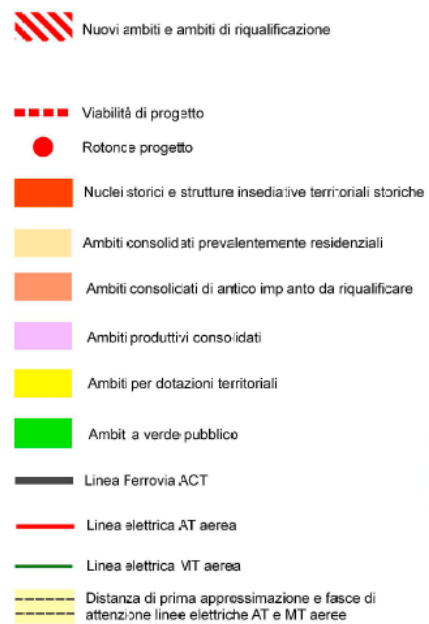 Nuovi ambiti e ambiti di riqualificazione
Viabilità di progetto
Rotonce progetto
Nuclei storici e strutture insediative territoriali storiche
Ambiti consolidati prevalentemente residenziali
Ambiti consolidati di antico impianto da riqualificare
Ambiti produttivi consolidati
Ambiti per dotazioni territoriali
Ambiti a verde pubblico
Linea Ferrovia ACT
Linea elettrica AT aerea
Linea elettrica MT aerea
Distanza di prima approssimazione e fasce di
attenzione linee elettriche AT e MT aeree